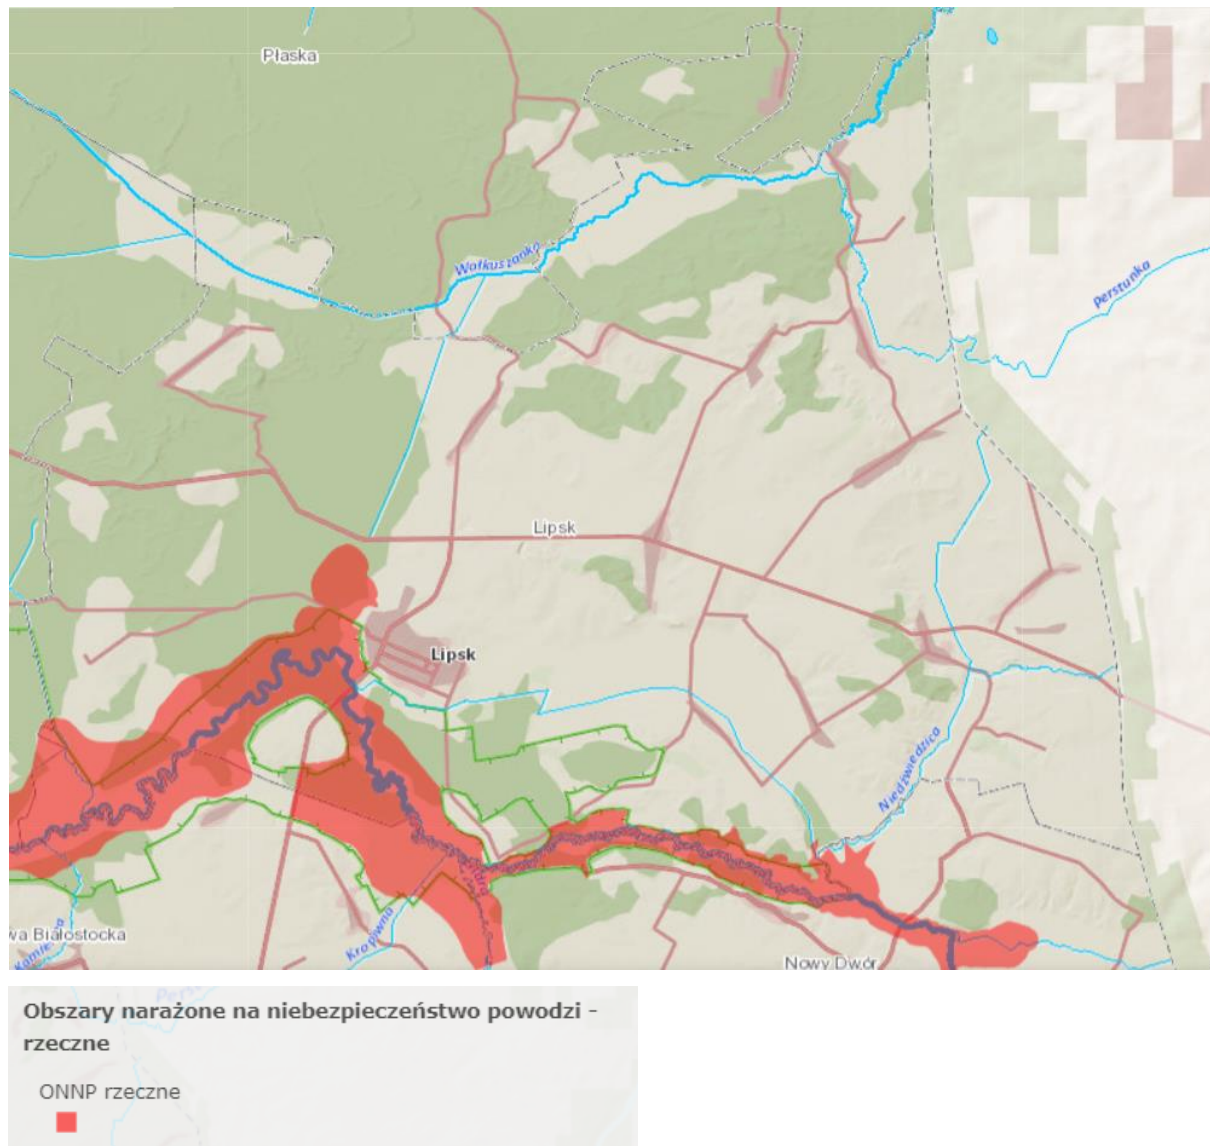 Płaska
Wołkuszanka
Perstunka
Lipsk
Lipsk
Niedźwiedzica
Kropiwna
wa Białostocka
Nowy Dwór
Obszary narażone na niebezpieczeństwo powodzi -
rzeczne
ONNP rzeczne